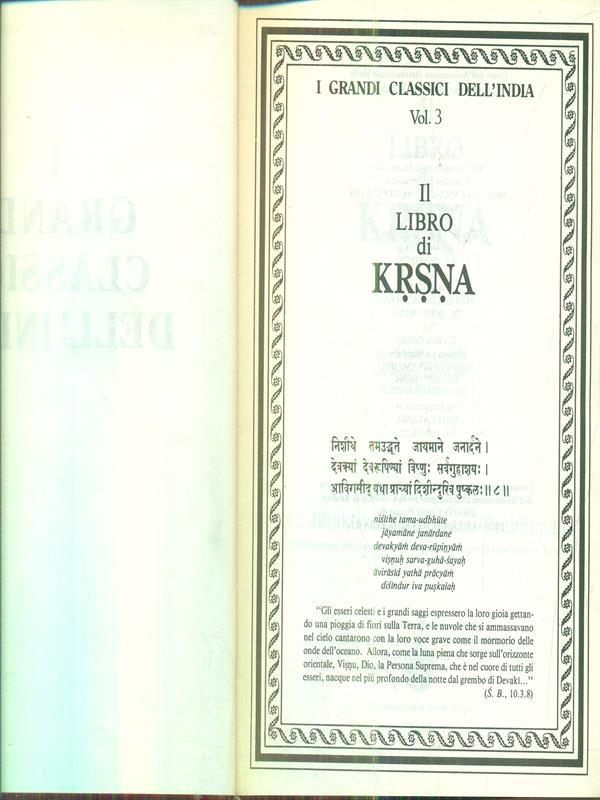 I GRANDI CLASSICI DELL'INDIA
Vol. 3
Il
LIBRO
di
KṚṢṆA
निशीथे तमउद्भूते जायमाने जनार्दने।
देवक्यां देवरूपिण्यां विष्णुः सर्वगुहाशयः।
आविरासीद् यथा प्राच्यां दिशीन्दुरिव पुष्कलः॥८॥
niśīthe tama-udbhūte
jāyamāne janārdane
devakyāṁ deva-rūpiṇyāṁ
viṣṇuḥ sarva-guhā-śayaḥ
āvirāsīd yathā prācyāṁ
diśīndur iva puṣkalaḥ
"Gli esseri celesti e i grandi saggi espressero la loro gioia gettan-
do una pioggia di fiori sulla Terra, e le nuvole che si ammassavano
nel cielo cantarono con la loro voce grave come il mormorio delle
onde dell'oceano. Allora, come la luna piena che sorge sull'orizzonte
orientale, Viṣṇu, Dio, la Persona Suprema, che è nel cuore di tutti gli
esseri, nacque nel più profondo della notte dal grembo di Devakī..."
(Ś. B., 10.3.8)